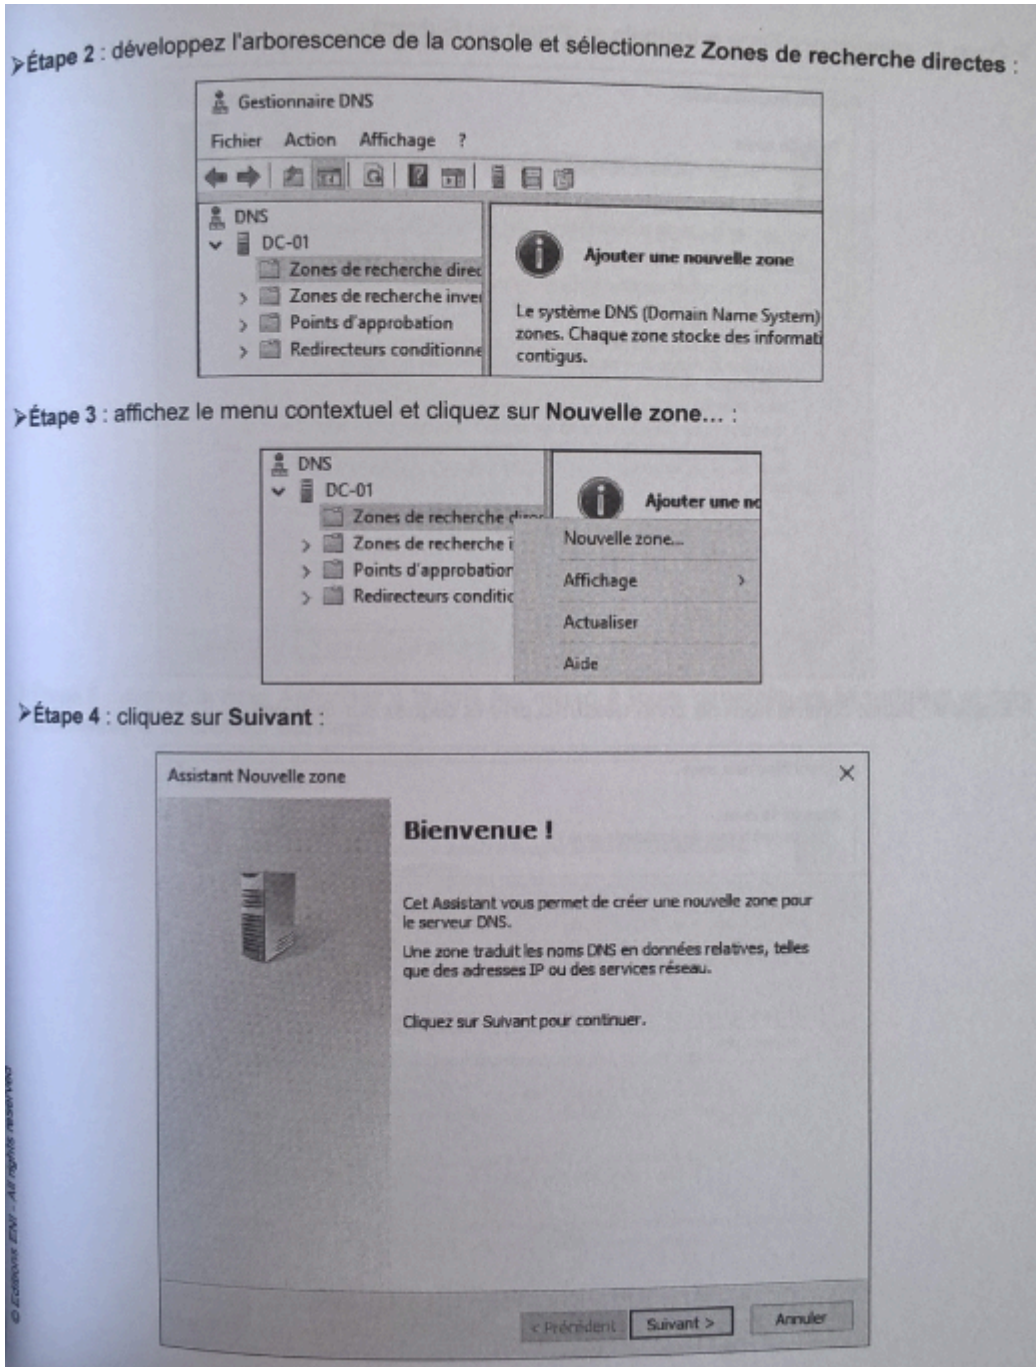 ➢Étape 2 : développez l'arborescence de la console et sélectionnez Zones de recherche directes :
Gestionnaire DNS
Fichier Action Affichage ?
DNS
DC-01
Zones de recherche direc
Zones de recherche inver
Points d'approbation
Redirecteurs conditionne
Ajouter une nouvelle zone
Le système DNS (Domain Name System)
zones. Chaque zone stocke des informati
contigus.
➢Étape 3 : affichez le menu contextuel et cliquez sur Nouvelle zone... :
DNS
DC-01
Zones de recherche direc
Zones de recherche i
Points d'approbation
Redirecteurs conditic
Ajouter une no
Nouvelle zone...
Affichage >
Actualiser
Aide
➢Étape 4 : cliquez sur Suivant :
Assistant Nouvelle zone
Bienvenue !
Cet Assistant vous permet de créer une nouvelle zone pour
le serveur DNS.
Une zone traduit les noms DNS en données relatives, telles
que des adresses IP ou des services réseau.
Cliquez sur Suivant pour continuer.
< Précédent Suivant > Annuler
© Editions ENI - All rights reserved